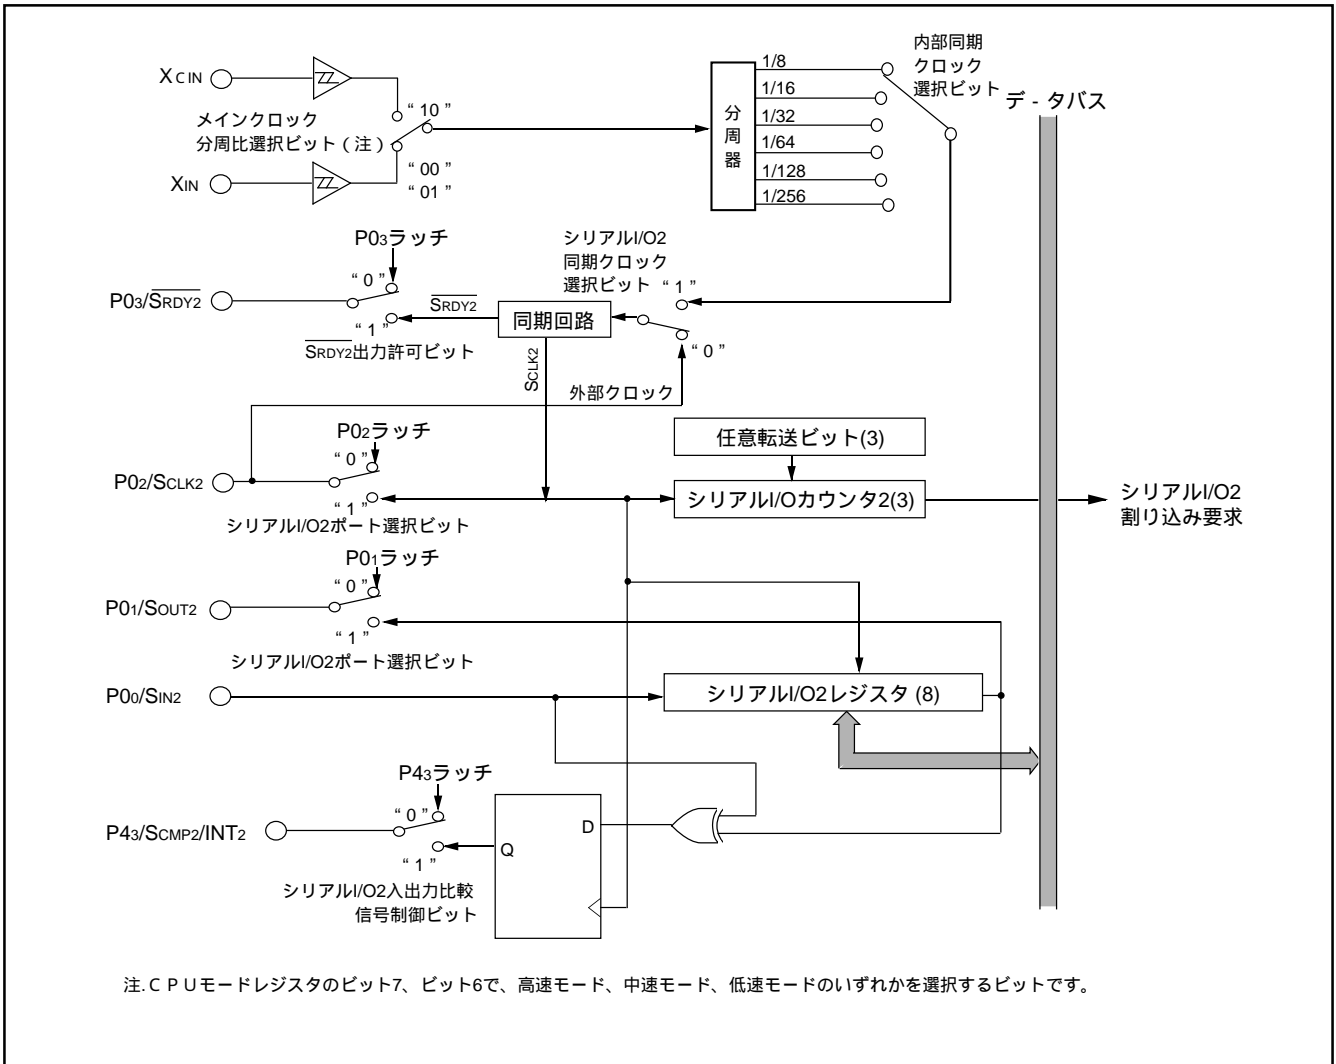 XCIN
メインクロック
分周比選択ビット（注）
XIN
“ 10 ”
“ 00 ”
“ 01 ”
分
周
器
1/8
1/16
1/32
1/64
1/128
1/256
内部同期
クロック
選択ビット
デ - タバス
P03ラッチ
“ 0 ”
P03/SRDY2
“ 1 ”
SRDY2出力許可ビット
SRDY2
同期回路
SCLK2
シリアルI/O2
同期クロック
選択ビット
“ 1 ”
“ 0 ”
外部クロック
P02ラッチ
“ 0 ”
P02/SCLK2
“ 1 ”
シリアルI/O2ポート選択ビット
任意転送ビット(3)
シリアルI/Oカウンタ2(3)
シリアルI/O2
割り込み要求
P01ラッチ
“ 0 ”
P01/SOUT2
“ 1 ”
シリアルI/O2ポート選択ビット
P00/SIN2
シリアルI/O2レジスタ (8)
P43ラッチ
“ 0 ”
P43/SCMP2/INT2
“ 1 ”
シリアルI/O2入出力比較
信号制御ビット
D
Q
注.ＣＰＵモードレジスタのビット7、ビット6で、高速モード、中速モード、低速モードのいずれかを選択するビットです。